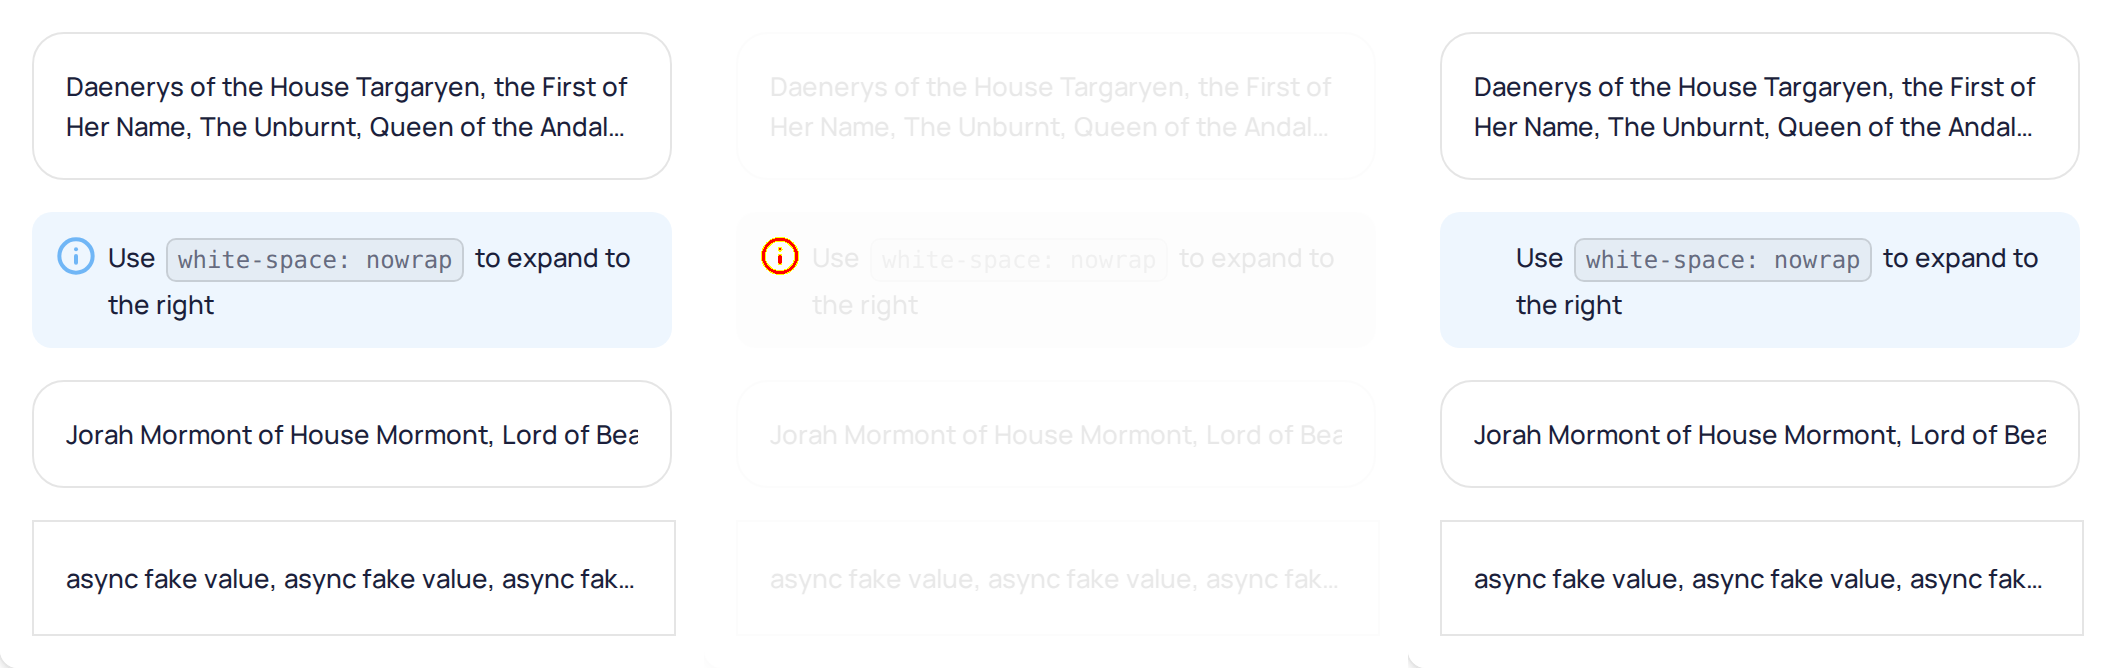 Daenerys of the House Targaryen, the First of
Her Name, The Unburnt, Queen of the Andal...
Use white-space: nowrap to expand to
the right
Jorah Mormont of House Mormont, Lord of Bea
async fake value, async fake value, async fak...
Daenerys of the House Targaryen, the First of
Her Name, The Unburnt, Queen of the Andal...
Use white-space: nowrap to expand to
the right
Jorah Mormont of House Mormont, Lord of Bea
async fake value, async fake value, async fak...
Daenerys of the House Targaryen, the First of
Her Name, The Unburnt, Queen of the Andal...
Use white-space: nowrap to expand to
the right
Jorah Mormont of House Mormont, Lord of Bea
async fake value, async fake value, async fak...